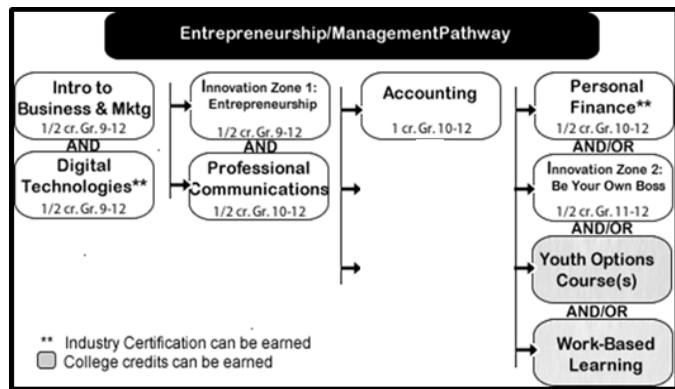 Entrepreneurship/ManagementPathway
Intro to
Business & Mktg
1/2 cr. Gr. 9-12
AND
Digital
Technologies**
1/2 cr. Gr. 9-12
Innovation Zone 1:
Entrepreneurship
1/2 cr. Gr. 9-12
AND
Professional
Communications
1/2 cr. Gr. 10-12
Accounting
1 cr. Gr. 10-12
Personal
Finance**
1/2 cr. Gr. 10-12
AND/OR
Innovation Zone 2:
Be Your Own Boss
1/2 cr. Gr. 11-12
AND/OR
Youth Options
Course(s)
AND/OR
Work-Based
Learning
** Industry Certification can be earned
College credits can be earned